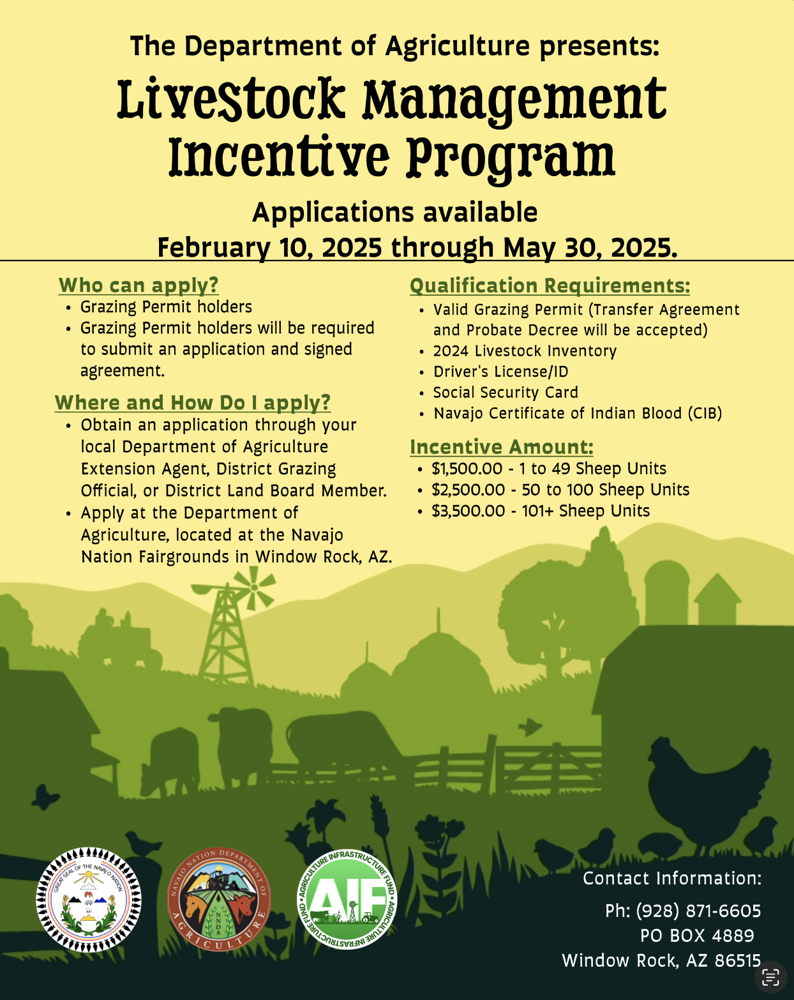 The Department of Agriculture presents:
Livestock Management
Incentive Program
Applications available
February 10, 2025 through May 30, 2025.
Who can apply?
• Grazing Permit holders
• Grazing Permit holders will be required
to submit an application and signed
agreement.
Where and How Do I apply?
• Obtain an application through your
local Department of Agriculture
Extension Agent, District Grazing
Official, or District Land Board Member.
• Apply at the Department of
Agriculture, located at the Navajo
Nation Fairgrounds in Window Rock, AZ.
Qualification Requirements:
• Valid Grazing Permit (Transfer Agreement
and Probate Decree will be accepted)
• 2024 Livestock Inventory
• Driver's License/ID
• Social Security Card
• Navajo Certificate of Indian Blood (CIB)
Incentive Amount:
• $1,500.00 - 1 to 49 Sheep Units
• $2,500.00 - 50 to 100 Sheep Units
• $3,500.00 - 101+ Sheep Units
GREAT SEAL OF THE NAVAJO NATION
NAVAJO NATION DEPARTMENT OF
AGRICULTURE
NNDA
AGRICULTURE INFRASTRUCTURE FUND • AGRICULTURE INFRASTRUCTURE FUND •
AIF
Contact Information:
Ph: (928) 871-6605
PO BOX 4889
Window Rock, AZ 86515